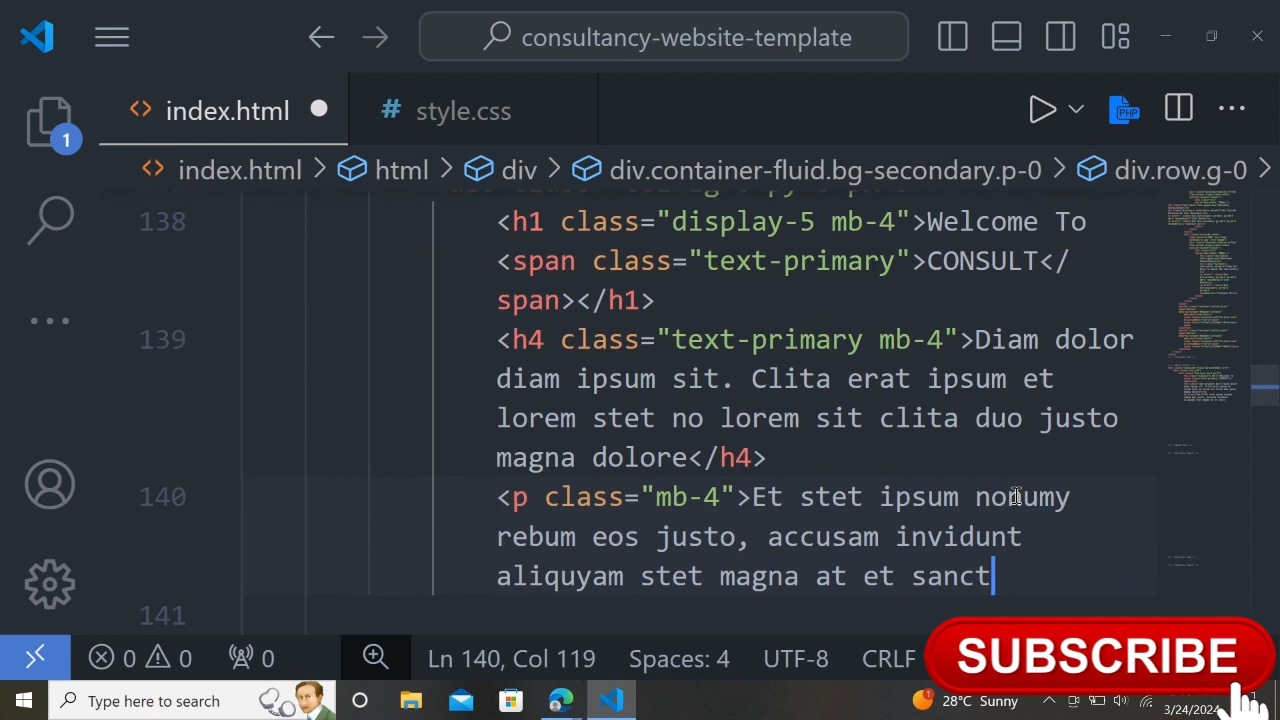 consultancy-website-template
index.html
style.css
1
index.html > html > div > div.container-fluid.bg-secondary.p-0 > div.row.g-0 >
138 <h1 class="display-5 mb-4">Welcome To
<span class="text-primary">CONSULT</
span></h1>
139 <h4 class="text-primary mb-4">Diam dolor
diam ipsum sit. Clita erat ipsum et
lorem stet no lorem sit clita duo justo
magna dolore</h4>
140 <p class="mb-4">Et stet ipsum nonumy
rebum eos justo, accusam invidunt
aliquyam stet magna at et sanct
141
0 0 0 Ln 140, Col 119 Spaces: 4 UTF-8 CRLF
SUBSCRIBE
Type here to search
28°C Sunny
3/24/2024